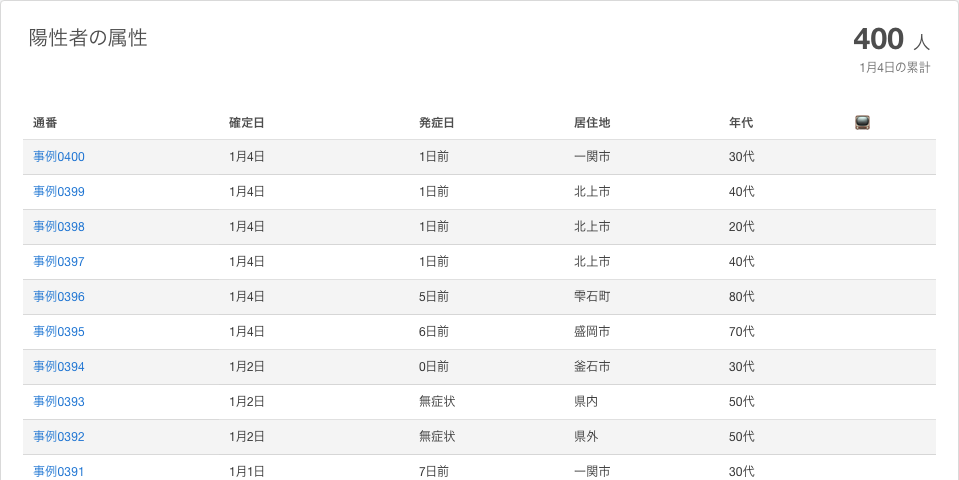 陽性者の属性
400 人
1月4日の累計
通番 確定日 発症日 居住地 年代
事例0400 1月4日 1日前 一関市 30代
事例0399 1月4日 1日前 北上市 40代
事例0398 1月4日 1日前 北上市 20代
事例0397 1月4日 1日前 北上市 40代
事例0396 1月4日 5日前 雫石町 80代
事例0395 1月4日 6日前 盛岡市 70代
事例0394 1月2日 0日前 釜石市 30代
事例0393 1月2日 無症状 県内 50代
事例0392 1月2日 無症状 県外 50代
事例0391 1月1日 7日前 一関市 30代